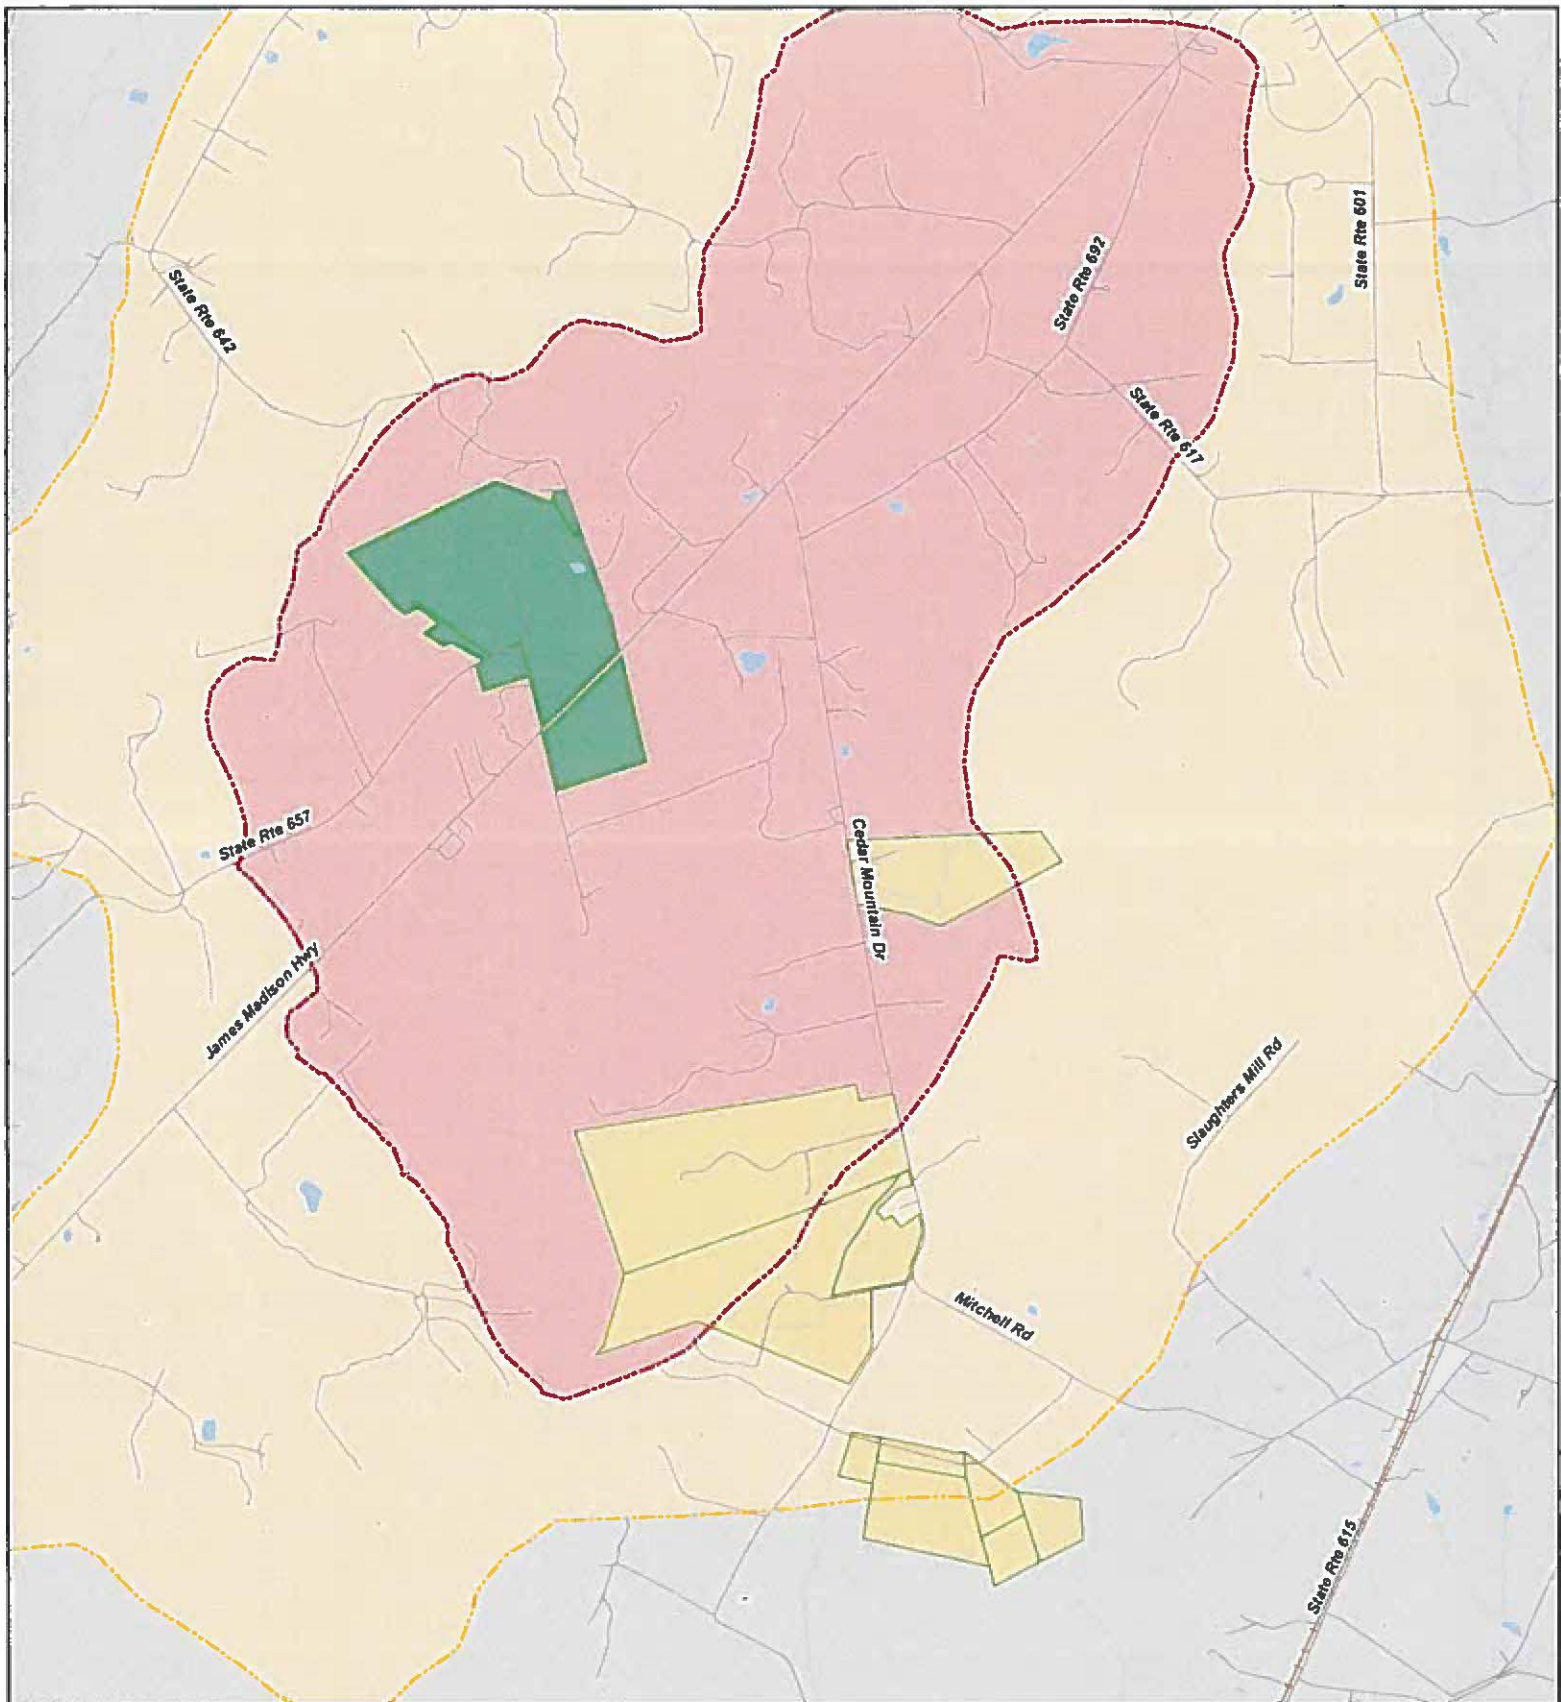 State Rte 601
State Rte 692
State Rte 642
State Rte 617
State Rte 657
Cedar Mountain Dr
James Madison Hwy
Slaughters Mill Rd
Mitchell Rd
State Rte 615